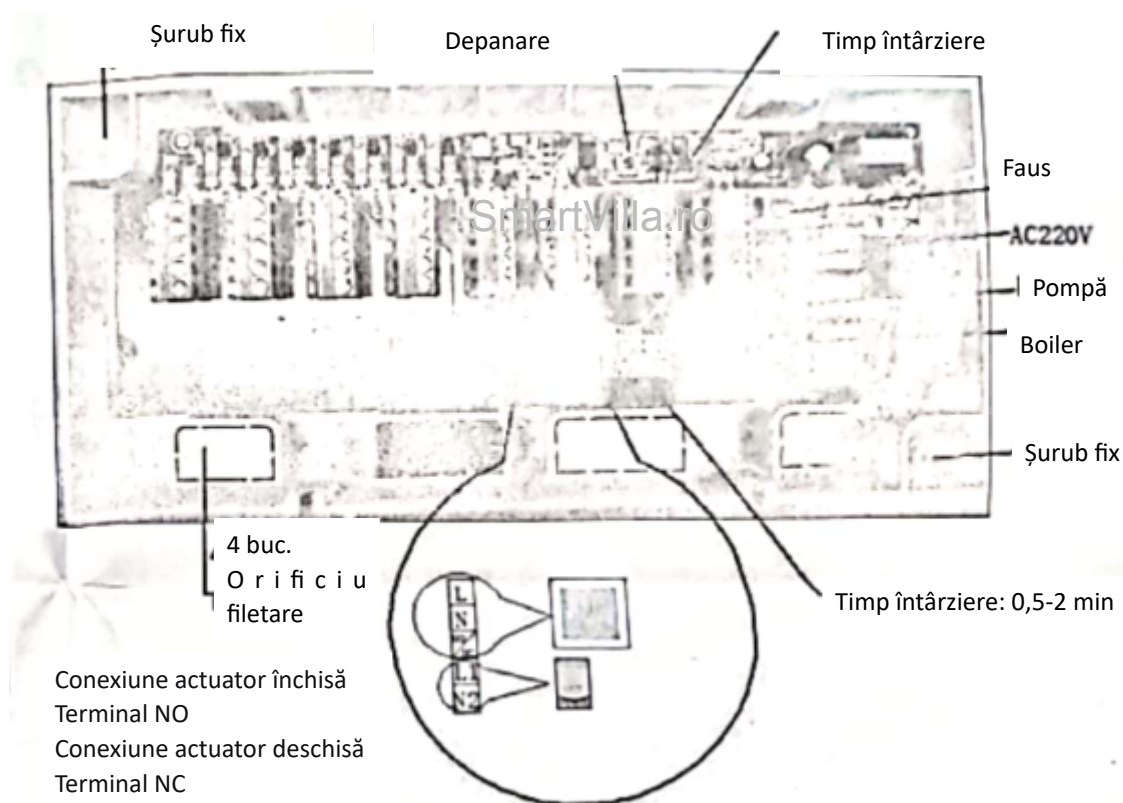 Șurub fix
Depanare
Timp întârziere
Faus
SmartVilla.ro
AC220V
Pompă
Boiler
Șurub fix
4 buc.
Orificiu
filetare
Timp întârziere: 0,5-2 min
L
N
L
Conexiune actuator închisă
Terminal NO
Conexiune actuator deschisă
Terminal NC